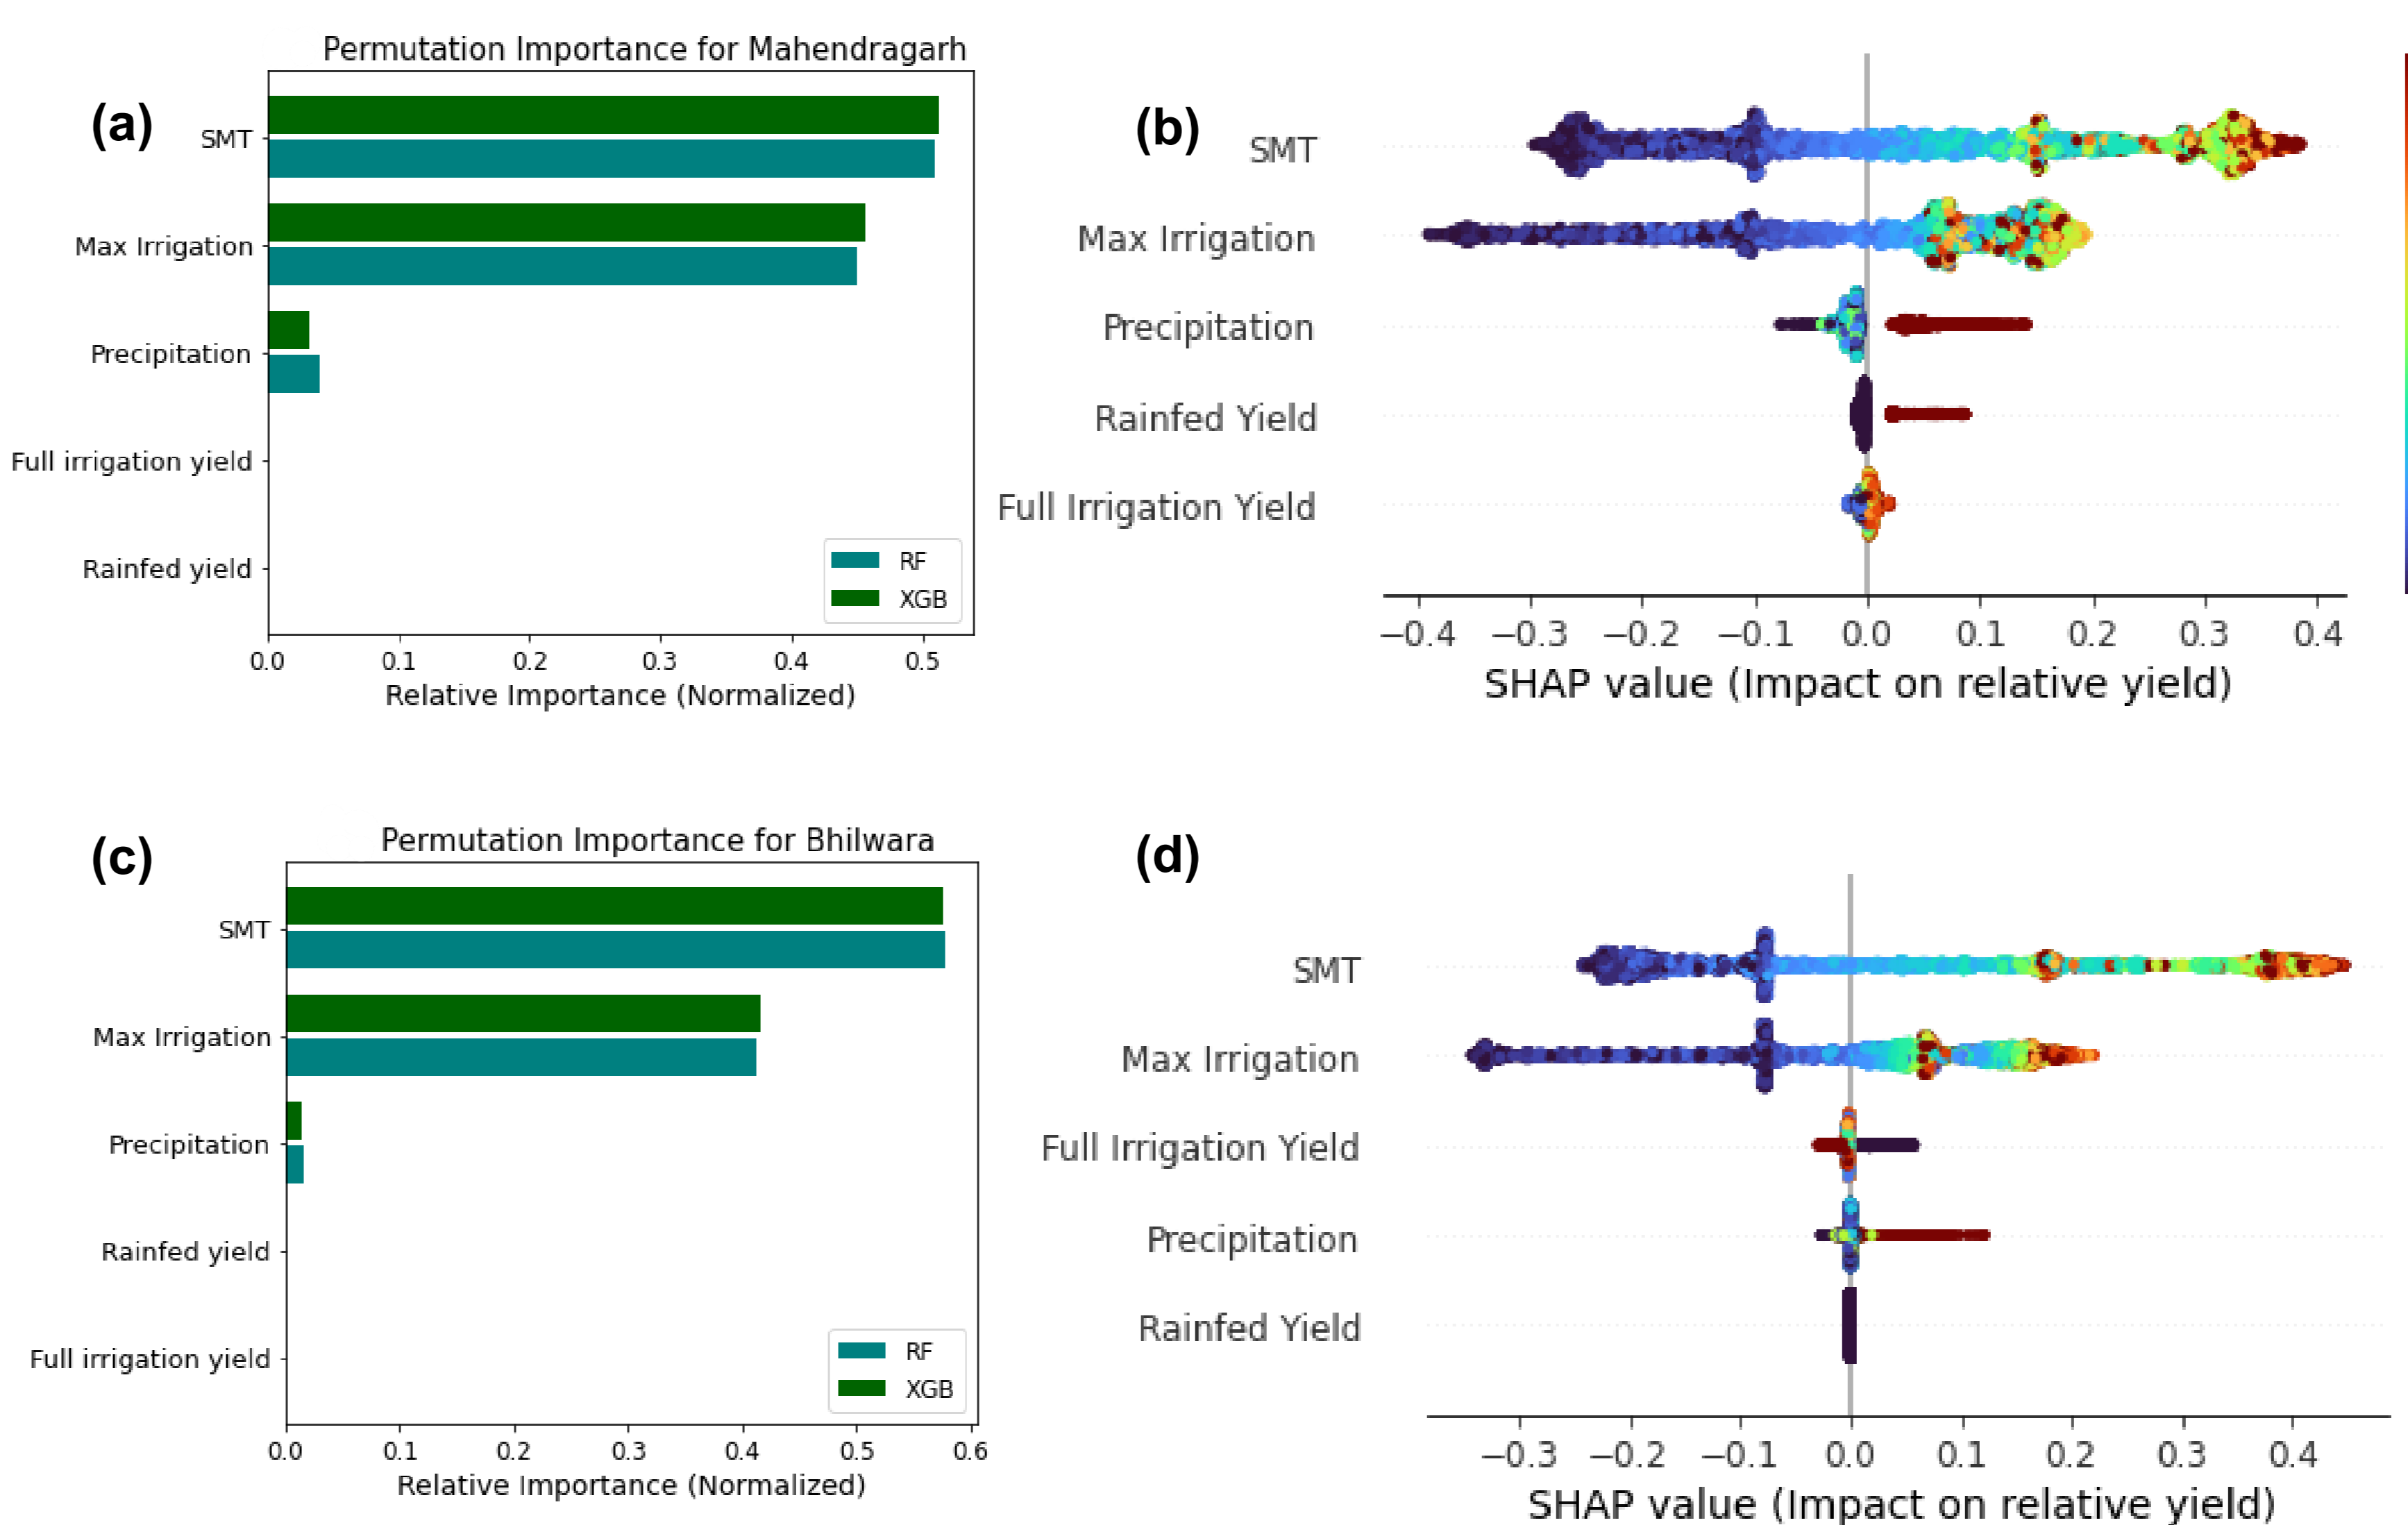 Permutation Importance for Mahendragarh
(a)
SMT
Max Irrigation
Precipitation
Full irrigation yield
Rainfed yield
RF
XGB
0.0 0.1 0.2 0.3 0.4 0.5
Relative Importance (Normalized)
(b)
SMT
Max Irrigation
Precipitation
Rainfed Yield
Full Irrigation Yield
−0.4 −0.3 −0.2 −0.1 0.0 0.1 0.2 0.3 0.4
SHAP value (Impact on relative yield)
Permutation Importance for Bhilwara
(c)
SMT
Max Irrigation
Precipitation
Rainfed yield
Full irrigation yield
RF
XGB
0.0 0.1 0.2 0.3 0.4 0.5 0.6
Relative Importance (Normalized)
(d)
SMT
Max Irrigation
Full Irrigation Yield
Precipitation
Rainfed Yield
−0.3 −0.2 −0.1 0.0 0.1 0.2 0.3 0.4
SHAP value (Impact on relative yield)